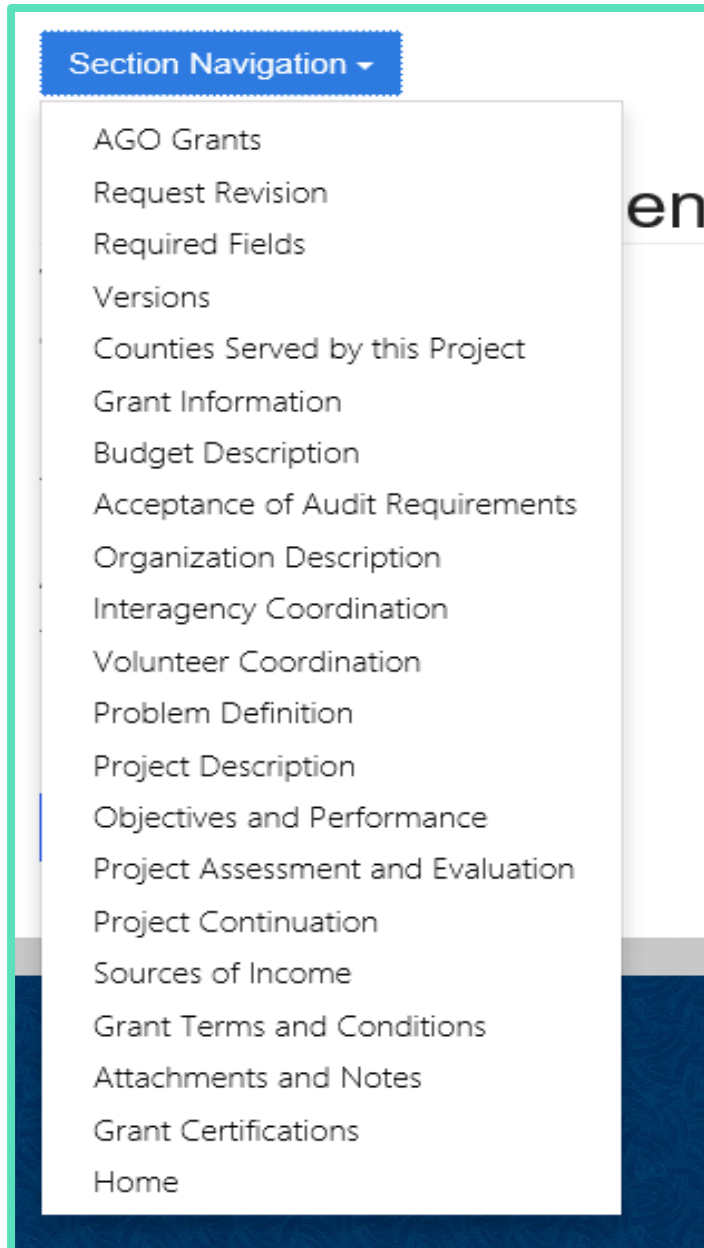 Section Navigation
AGO Grants
Request Revision
en
Required Fields
Versions
Counties Served by this Project
Grant Information
Budget Description
Acceptance of Audit Requirements
Organization Description
Interagency Coordination
Volunteer Coordination
Problem Definition
Project Description
Objectives and Performance
Project Assessment and Evaluation
Project Continuation
Sources of Income
Grant Terms and Conditions
Attachments and Notes
Grant Certifications
Home